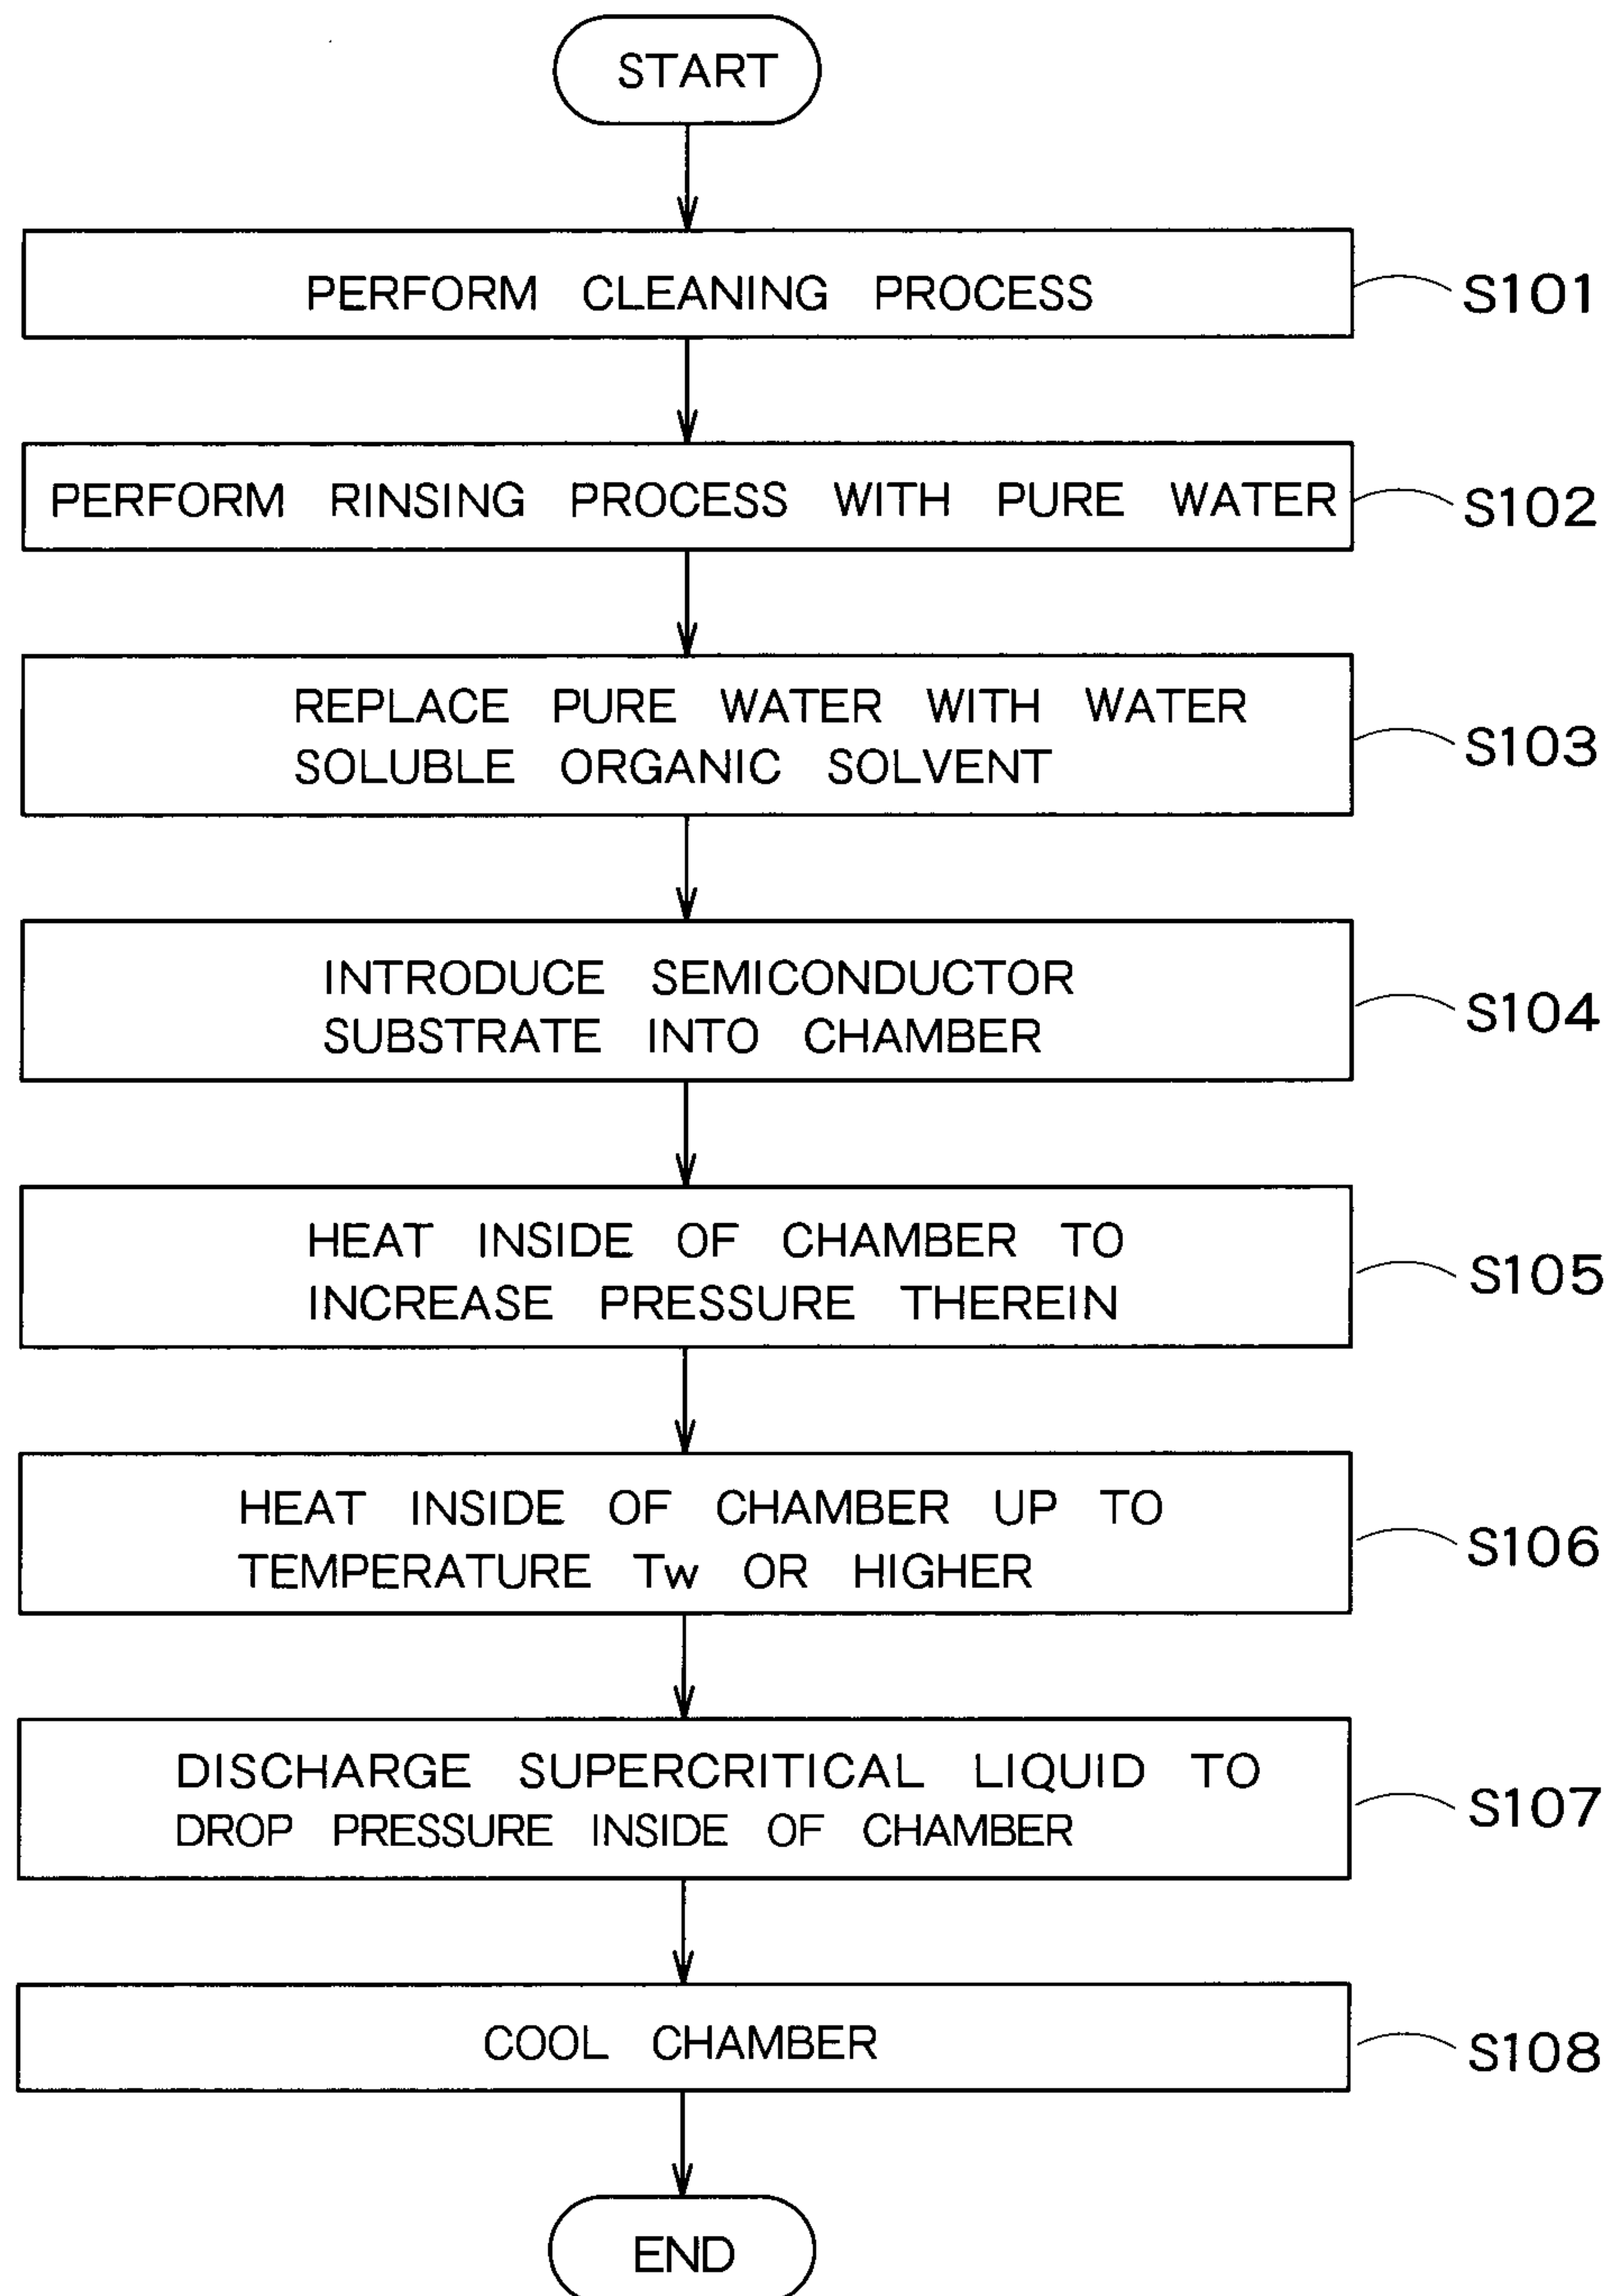 START
PERFORM CLEANING PROCESS
S101
PERFORM RINSING PROCESS WITH PURE WATER
S102
REPLACE PURE WATER WITH WATER
SOLUBLE ORGANIC SOLVENT
S103
INTRODUCE SEMICONDUCTOR
SUBSTRATE INTO CHAMBER
S104
HEAT INSIDE OF CHAMBER TO
INCREASE PRESSURE THEREIN
S105
HEAT INSIDE OF CHAMBER UP TO
TEMPERATURE Tw OR HIGHER
S106
DISCHARGE SUPERCRITICAL LIQUID TO
DROP PRESSURE INSIDE OF CHAMBER
S107
COOL CHAMBER
S108
END